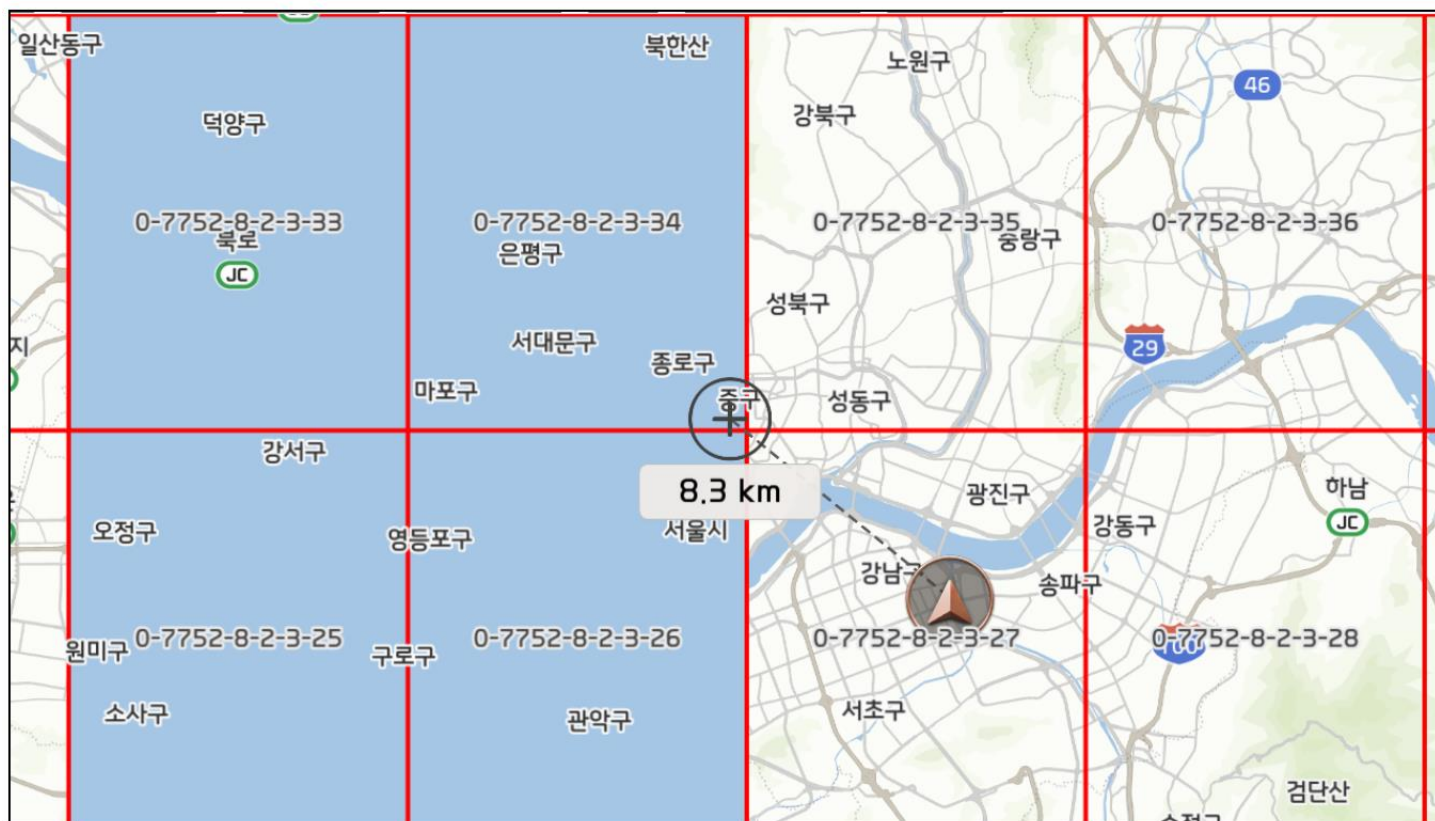 일산동구
북한산
노원구
46
강북구
덕양구
0-7752-8-2-3-33
0-7752-8-2-3-34
0-7752-8-2-3-35
0-7752-8-2-3-36
북로
JC
은평구
중랑구
성북구
서대문구
29
지
종로구
마포구
중구
성동구
강서구
8.3 km
광진구
하남
JC
오정구
영등포구
서울시
강동구
강남구
송파구
원미구
0-7752-8-2-3-25
구로구
0-7752-8-2-3-26
0-7752-8-2-3-27
0-7752-8-2-3-28
100
소사구
관악구
서초구
검단산